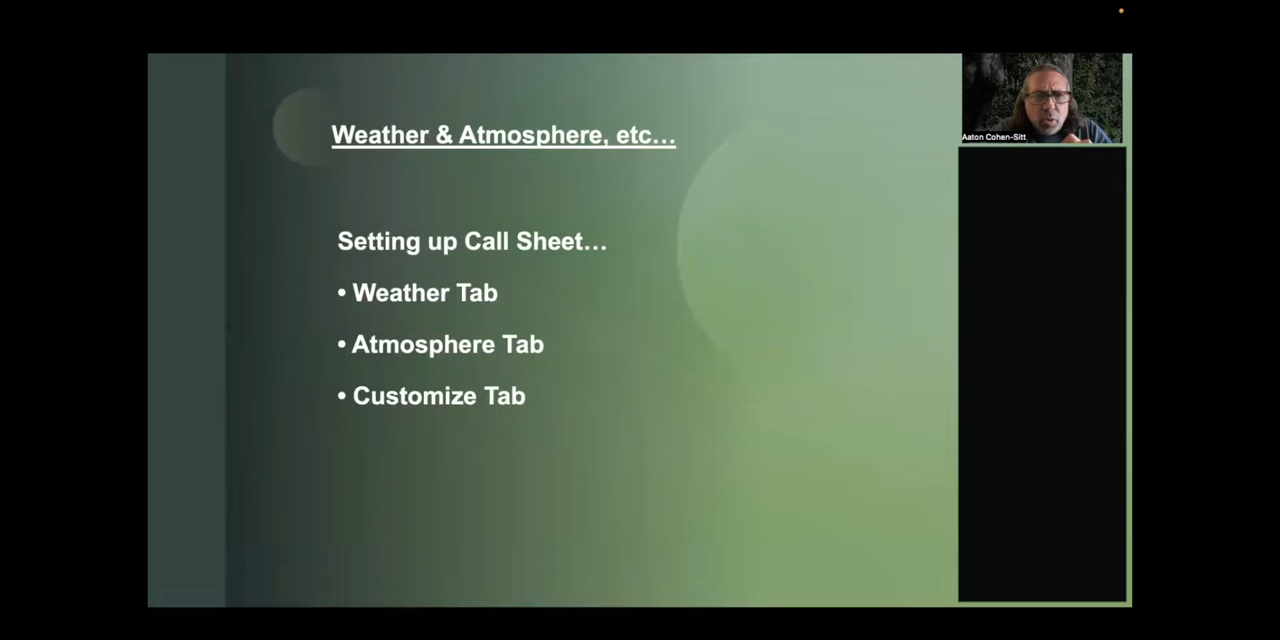 Weather & Atmosphere, etc…
Setting up Call Sheet…
• Weather Tab
• Atmosphere Tab
• Customize Tab
Aaton Cohen-Sitt